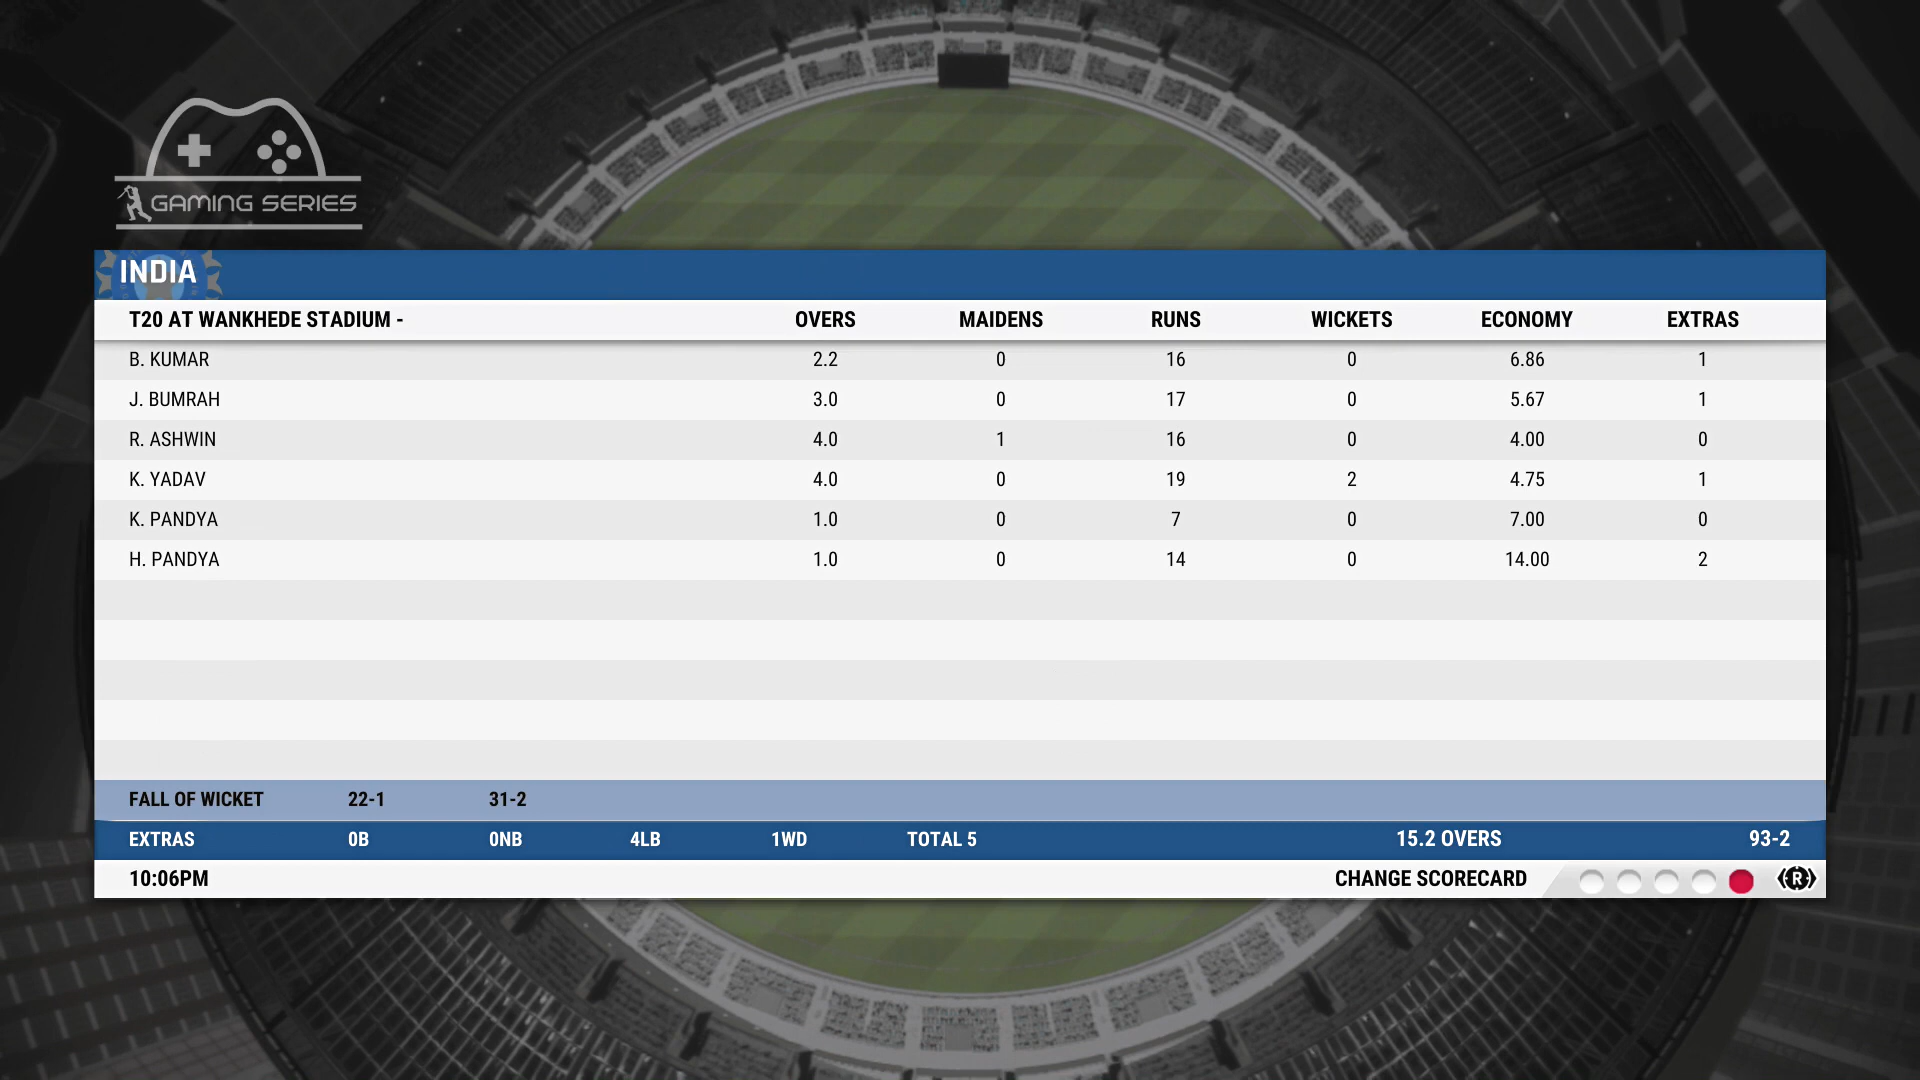 GAMING SERIES
INDIA
T20 AT WANKHEDE STADIUM - OVERS MAIDENS RUNS WICKETS ECONOMY EXTRAS
B. KUMAR 2.2 0 16 0 6.86 1
J. BUMRAH 3.0 0 17 0 5.67 1
R. ASHWIN 4.0 1 16 0 4.00 0
K. YADAV 4.0 0 19 2 4.75 1
K. PANDYA 1.0 0 7 0 7.00 0
H. PANDYA 1.0 0 14 0 14.00 2
FALL OF WICKET 22-1 31-2
EXTRAS 0B 0NB 4LB 1WD TOTAL 5 15.2 OVERS 93-2
10:06PM CHANGE SCORECARD R